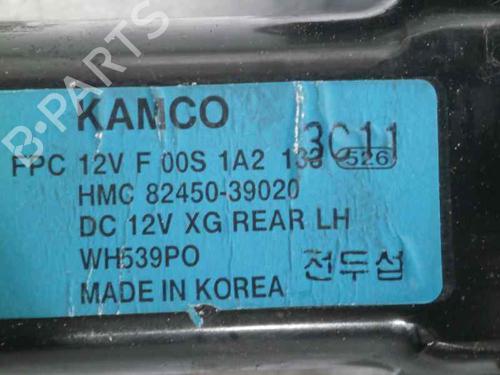 KAMCO
3C11
FPC 12V F 00S 1A2 138 526
HMC 82450-39020
DC 12V XG REAR LH
WH539PO 전두섭
MADE IN KOREA
B-PARTS